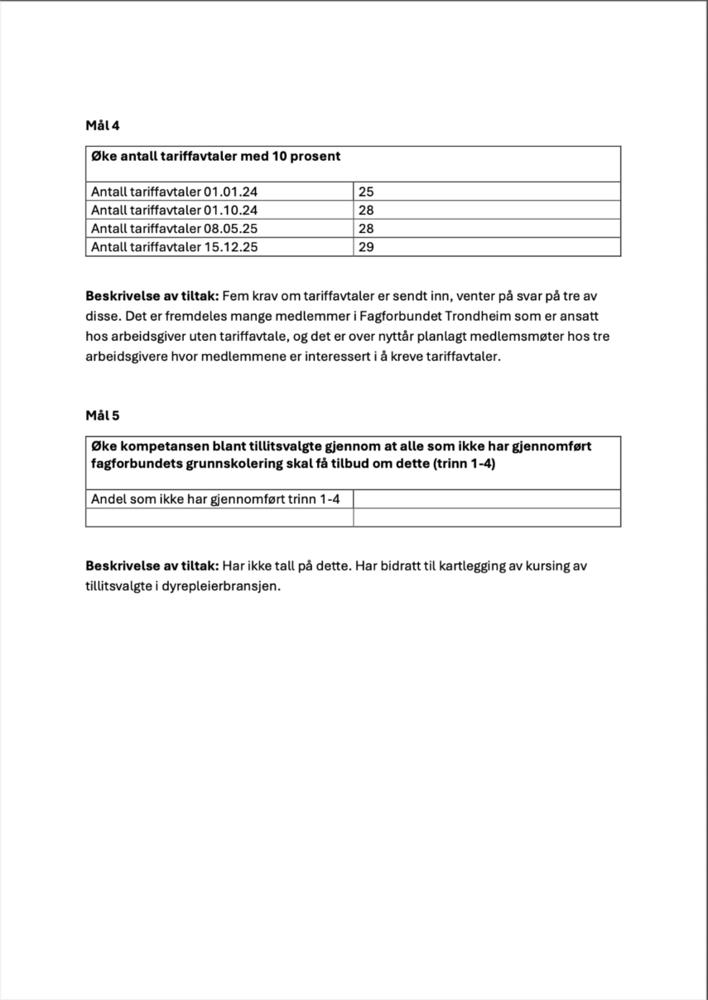 Mål 4
Øke antall tariffavtaler med 10 prosent
Antall tariffavtaler 01.01.24 25
Antall tariffavtaler 01.10.24 28
Antall tariffavtaler 08.05.25 28
Antall tariffavtaler 15.12.25 29
Beskrivelse av tiltak: Fem krav om tariffavtaler er sendt inn, venter på svar på tre av
disse. Det er fremdeles mange medlemmer i Fagforbundet Trondheim som er ansatt
hos arbeidsgiver uten tariffavtale, og det er over nyttår planlagt medlemsmøter hos tre
arbeidsgivere hvor medlemmene er interessert i å kreve tariffavtaler.
Mål 5
Øke kompetansen blant tillitsvalgte gjennom at alle som ikke har gjennomført
fagforbundets grunnskolering skal få tilbud om dette (trinn 1-4)
Andel som ikke har gjennomført trinn 1-4
Beskrivelse av tiltak: Har ikke tall på dette. Har bidratt til kartlegging av kursing av
tillitsvalgte i dyrepleierbransjen.